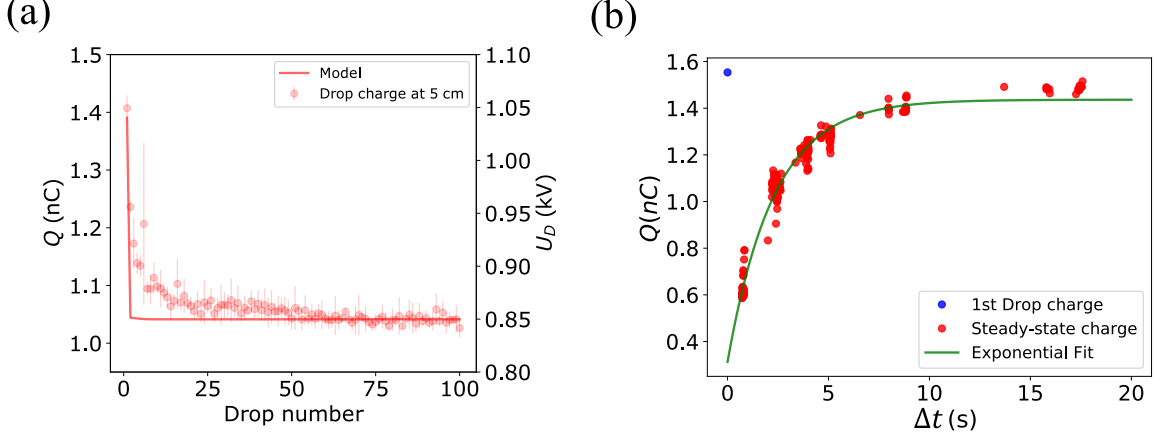 (a)
1.5
1.4
1.3
1.2
1.1
1.0
Q (nC)
0
25
50
75
100
Drop number
1.10
1.05
1.00
0.95
0.90
0.85
0.80
U_D (kV)
Model
Drop charge at 5 cm
(b)
1.6
1.4
1.2
1.0
0.8
0.6
0.4
Q(nC)
0
5
10
15
20
Δt (s)
1st Drop charge
Steady-state charge
Exponential Fit